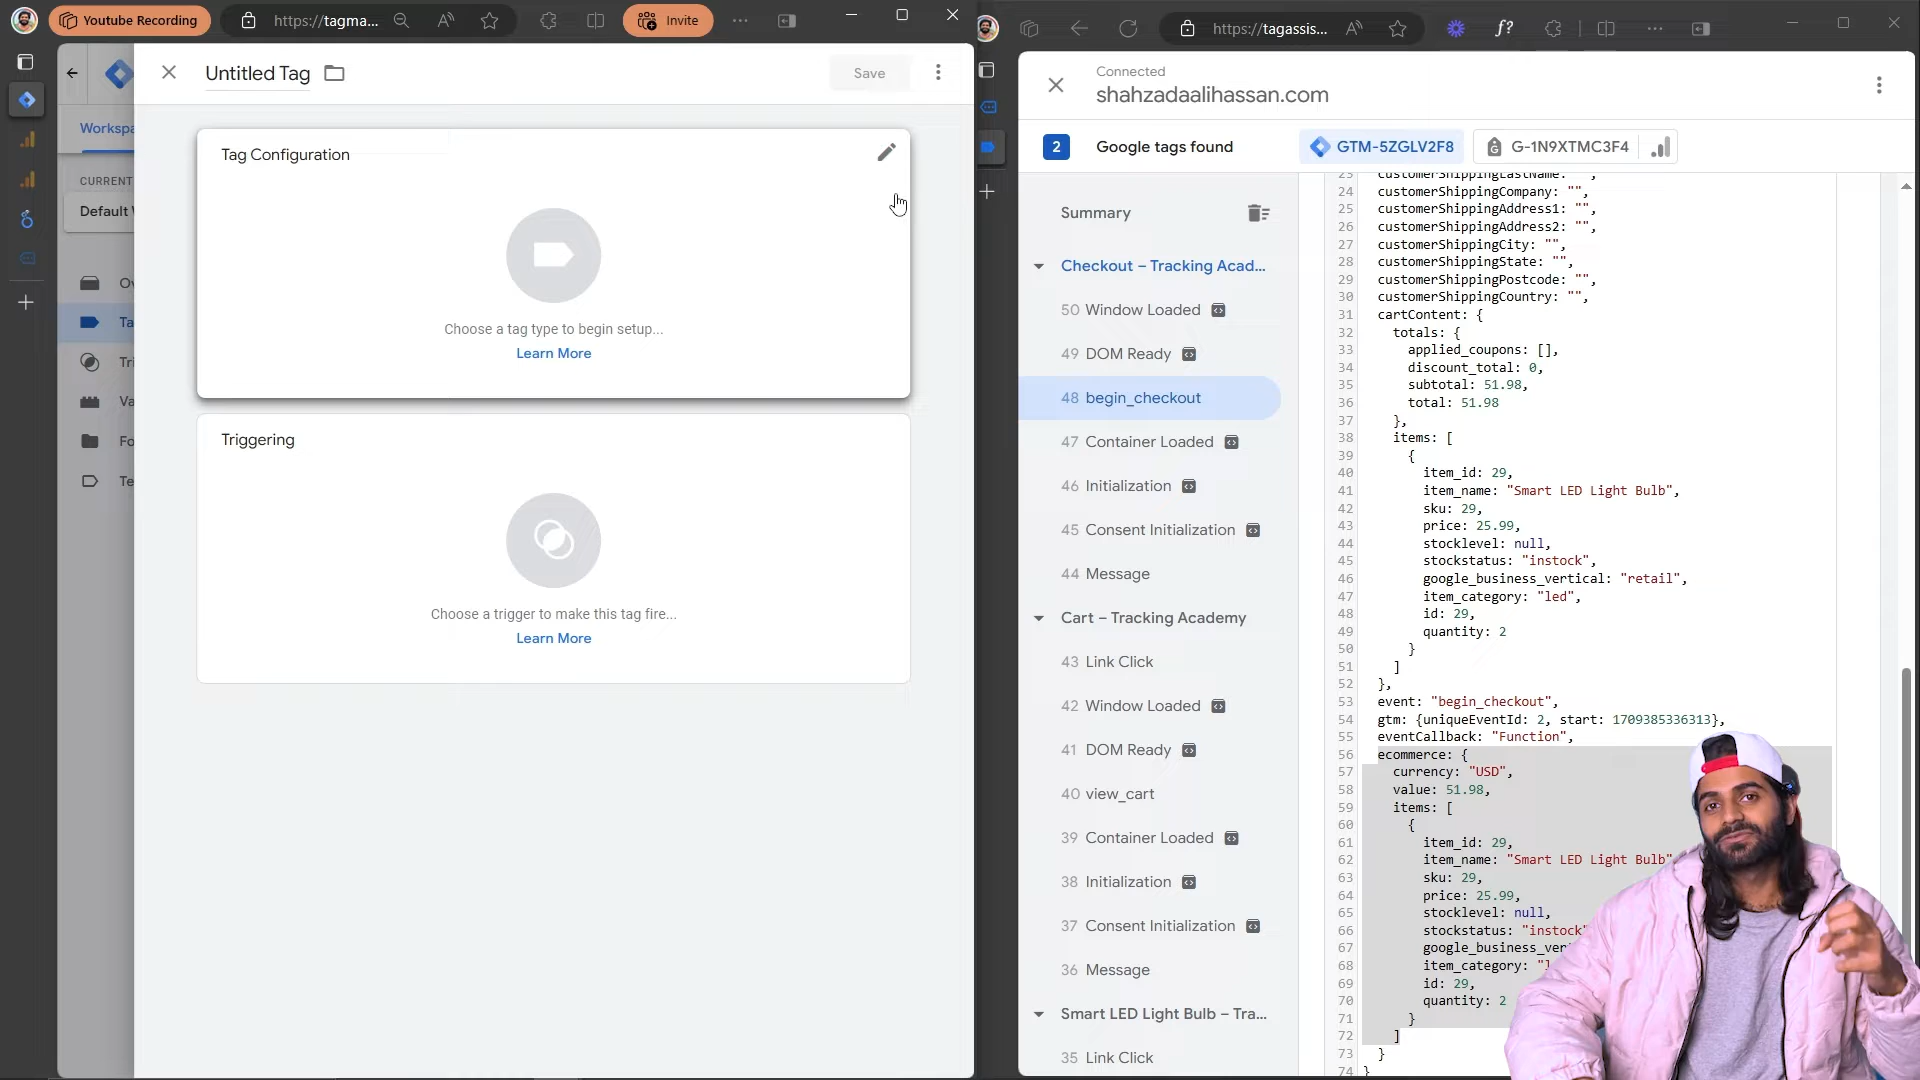 Youtube Recording
https://tagma...
Invite
Workspa
CURRENT
Default W
Ov
Ta
Tri
Va
Fo
Te
Untitled Tag
Save
Tag Configuration
Choose a tag type to begin setup...
Learn More
Triggering
Choose a trigger to make this tag fire...
Learn More
https://tagassis...
f?
Connected
shahzadaalihassan.com
2
Google tags found
GTM-5ZGLV2F8
G-1N9XTMC3F4
Summary
Checkout – Tracking Acad...
50 Window Loaded
49 DOM Ready
48 begin_checkout
47 Container Loaded
46 Initialization
45 Consent Initialization
44 Message
Cart – Tracking Academy
43 Link Click
42 Window Loaded
41 DOM Ready
40 view_cart
39 Container Loaded
38 Initialization
37 Consent Initialization
36 Message
Smart LED Light Bulb – Tra...
35 Link Click
23 customerShippingLastName: "",
24 customerShippingCompany: "",
25 customerShippingAddress1: "",
26 customerShippingAddress2: "",
27 customerShippingCity: "",
28 customerShippingState: "",
29 customerShippingPostcode: "",
30 customerShippingCountry: "",
31 cartContent: {
32 totals: {
33 applied_coupons: [],
34 discount_total: 0,
35 subtotal: 51.98,
36 total: 51.98
37 },
38 items: [
39 {
40 item_id: 29,
41 item_name: "Smart LED Light Bulb",
42 sku: 29,
43 price: 25.99,
44 stocklevel: null,
45 stockstatus: "instock",
46 google_business_vertical: "retail",
47 item_category: "led",
48 id: 29,
49 quantity: 2
50 }
51 ]
52 },
53 event: "begin_checkout",
54 gtm: {uniqueEventId: 2, start: 1709385336313},
55 eventCallback: "Function",
56 ecommerce: {
57 currency: "USD",
58 value: 51.98,
59 items: [
60 {
61 item_id: 29,
62 item_name: "Smart LED Light Bulb"
63 sku: 29,
64 price: 25.99,
65 stocklevel: null,
66 stockstatus: "instock"
67 google_business_ver
68 item_category: "l
69 id: 29,
70 quantity: 2
71 }
72 ]
73 }
74 }